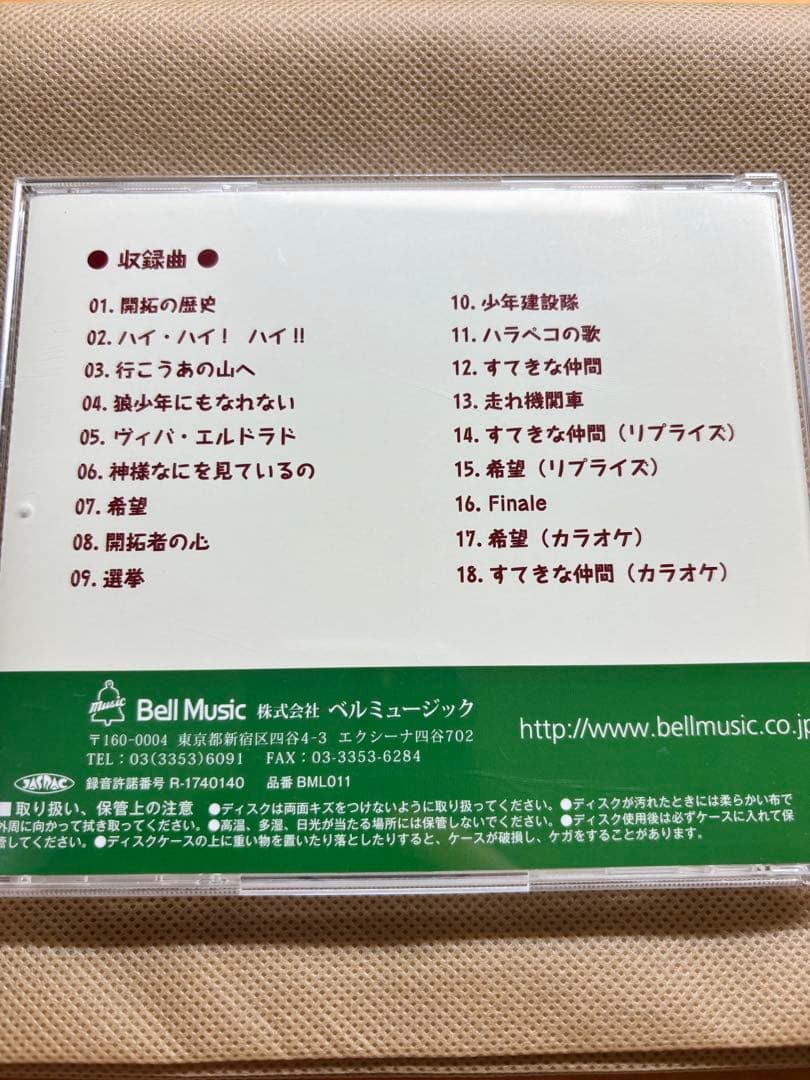 ● 収録曲 ●
01. 開拓の歴史
02. ハイ・ハイ！ ハイ!!
03. 行こうあの山へ
04. 狼少年にもなれない
05. ヴィバ・エルドラド
06. 神様なにを見ているの
07. 希望
08. 開拓者の心
09. 選挙
10. 少年建設隊
11. ハラペコの歌
12. すてきな仲間
13. 走れ機関車
14. すてきな仲間（リプライズ）
15. 希望（リプライズ）
16. Finale
17. 希望（カラオケ）
18. すてきな仲間（カラオケ）
music Bell Music 株式会社 ベルミュージック
〒160-0004 東京都新宿区四谷4-3 エクシーナ四谷702
TEL：03(3353)6091 FAX：03-3353-6284
http://www.bellmusic.co.jp
JASRAC 録音許諾番号 R-1740140 品番 BML011
■ 取り扱い、保管上の注意 ●ディスクは両面キズをつけないように取り扱ってください。●ディスクが汚れたときには柔らかい布で
外周に向かって拭き取ってください。●高温、多湿、日光が当たる場所には保管しないでください。●ディスク使用後は必ずケースに入れて保
管してください。●ディスクケースの上に重い物を置いたり落としたりすると、ケースが破損し、ケガをすることがあります。